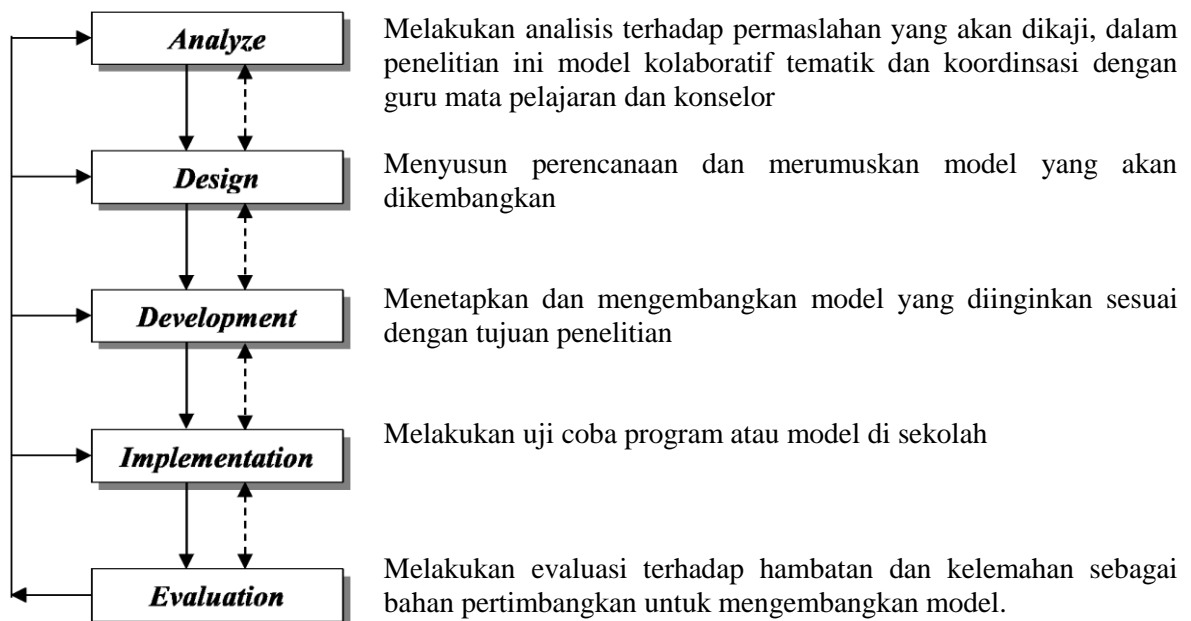 Analyze
Melakukan analisis terhadap permaslahan yang akan dikaji, dalam
penelitian ini model kolaboratif tematik dan koordinsasi dengan
guru mata pelajaran dan konselor
Design
Menyusun perencanaan dan merumuskan model yang akan
dikembangkan
Development
Menetapkan dan mengembangkan model yang diinginkan sesuai
dengan tujuan penelitian
Implementation
Melakukan uji coba program atau model di sekolah
Evaluation
Melakukan evaluasi terhadap hambatan dan kelemahan sebagai
bahan pertimbangkan untuk mengembangkan model.